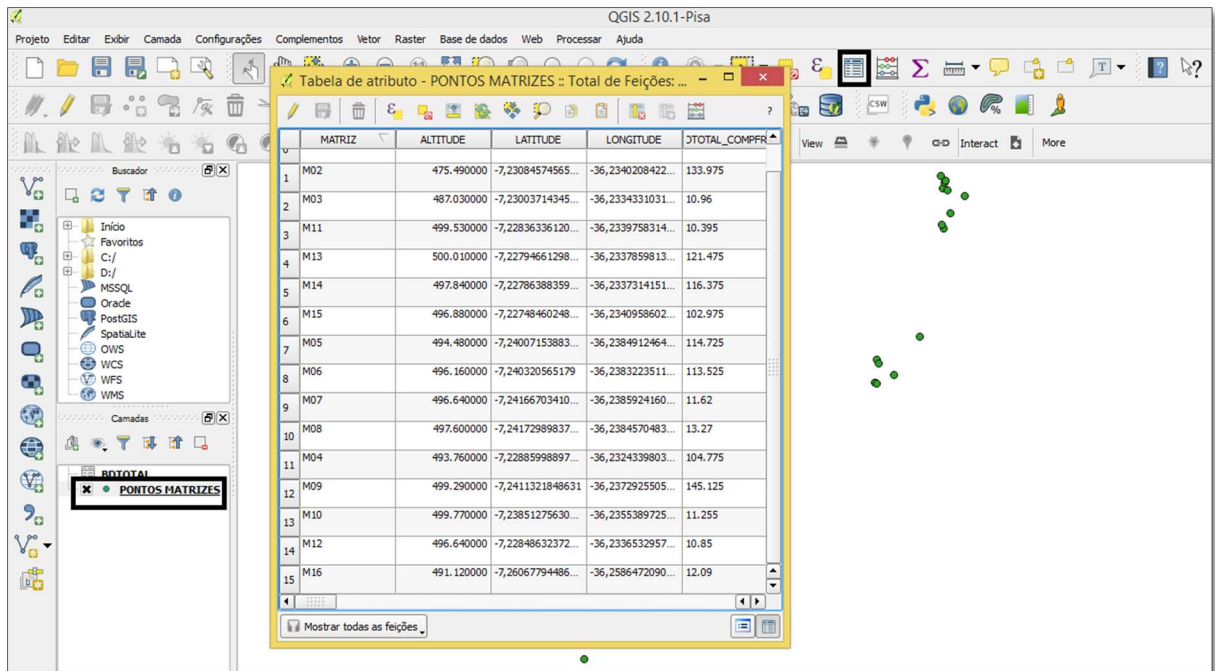 QGIS 2.10.1-Pisa
Projeto Editar Exibir Camada Configurações Complementos Vetor Raster Base de dados Web Processar Ajuda
Tabela de atributo - PONTOS MATRIZES :: Total de Feições: ...
CSW
View Interact More
Buscador
Início
Favoritos
C:/
D:/
MSSQL
Oracle
PostGIS
SpatiaLite
OWS
WCS
WFS
WMS
Camadas
BDTOTAL
PONTOS MATRIZES
MATRIZ ALTITUDE LATITUDE LONGITUDE OTOTAL_COMPFR
0
1 M02 475.490000 -7,23084574565... -36,2340208422... 133.975
2 M03 487.030000 -7,23003714345... -36,2334331031... 10.96
3 M11 499.530000 -7,22836336120... -36,2339758314... 10.395
4 M13 500.010000 -7,22794661298... -36,2337859813... 121.475
5 M14 497.840000 -7,22786388359... -36,2337314151... 116.375
6 M15 496.880000 -7,22748460248... -36,2340958602... 102.975
7 M05 494.480000 -7,24007153883... -36,2384912464... 114.725
8 M06 496.160000 -7,240320565179 -36,2383223511... 113.525
9 M07 496.640000 -7,24166703410... -36,2385924160... 11.62
10 M08 497.600000 -7,24172989837... -36,2384570483... 13.27
11 M04 493.760000 -7,22885998897... -36,2324339803... 104.775
12 M09 499.290000 -7,2411321848631 -36,2372925505... 145.125
13 M10 499.770000 -7,23851275630... -36,2355389725... 11.255
14 M12 496.640000 -7,22848632372... -36,2336532957... 10.85
15 M16 491.120000 -7,26067794486... -36,2586472090... 12.09
Mostrar todas as feições